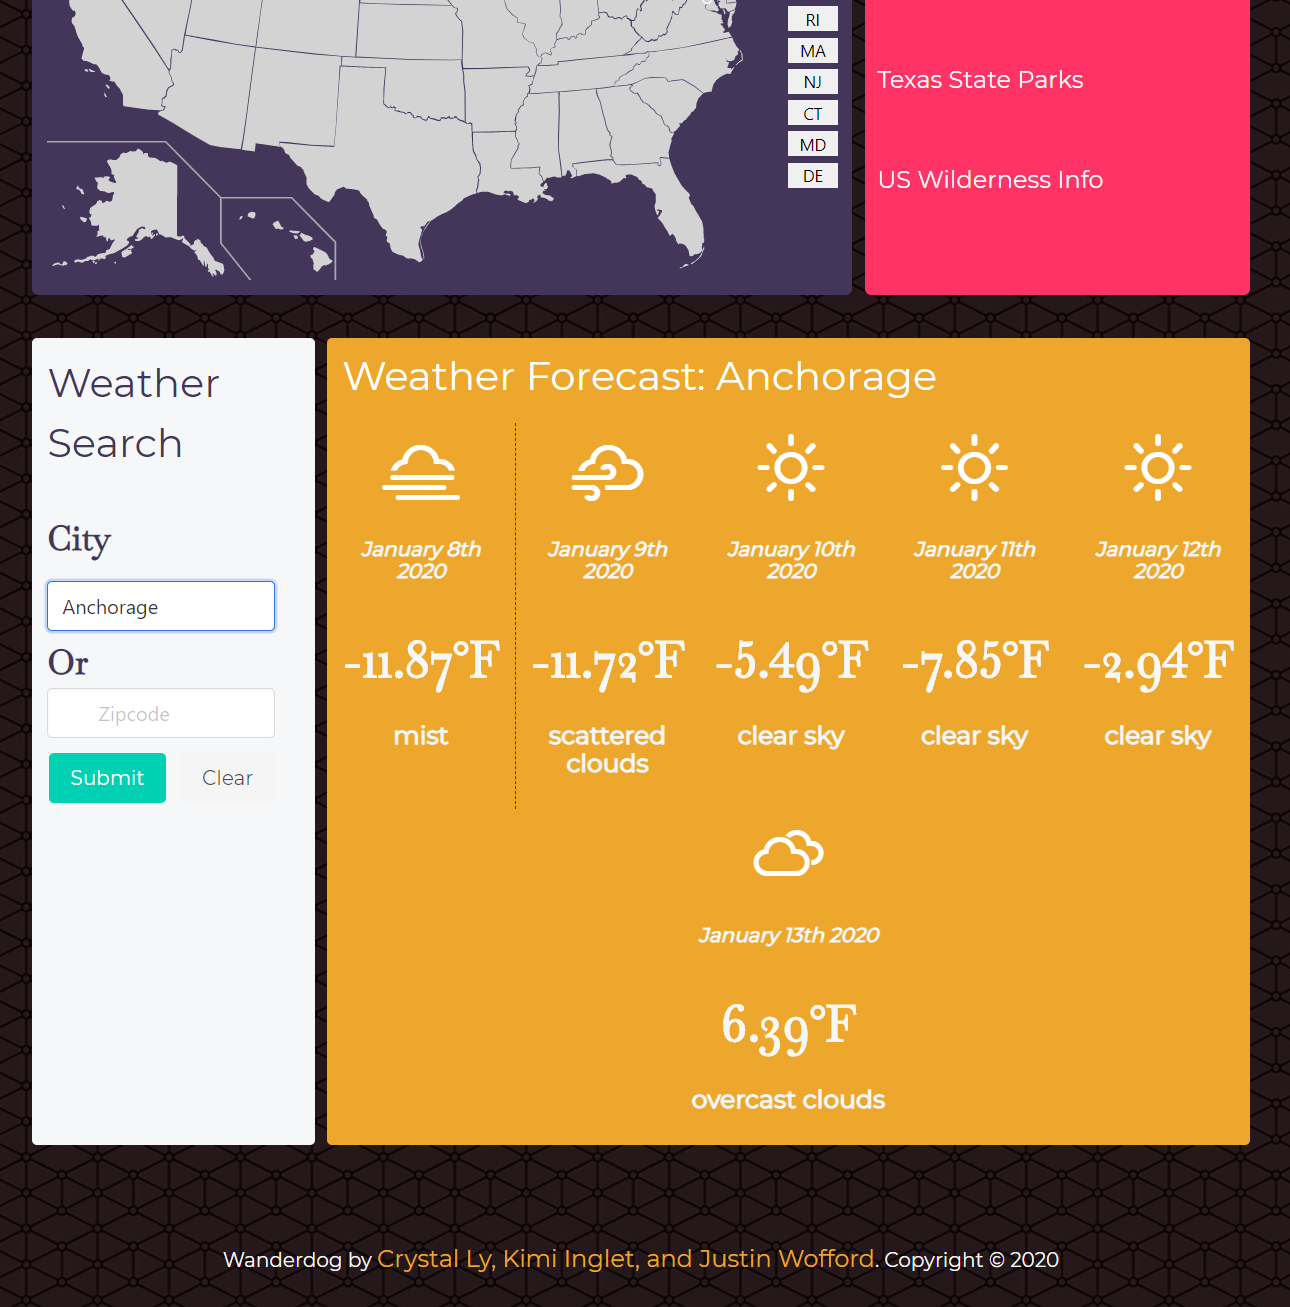 RI
MA
NJ
CT
MD
DE
Texas State Parks
US Wilderness Info
Weather
Search
City
Anchorage
Or
Zipcode
Submit
Clear
Weather Forecast: Anchorage
January 8th
2020
-11.87°F
mist
January 9th
2020
-11.72°F
scattered
clouds
January 10th
2020
-5.49°F
clear sky
January 11th
2020
-7.85°F
clear sky
January 12th
2020
-2.94°F
clear sky
January 13th 2020
6.39°F
overcast clouds
Wanderdog by Crystal Ly, Kimi Inglet, and Justin Wofford. Copyright © 2020